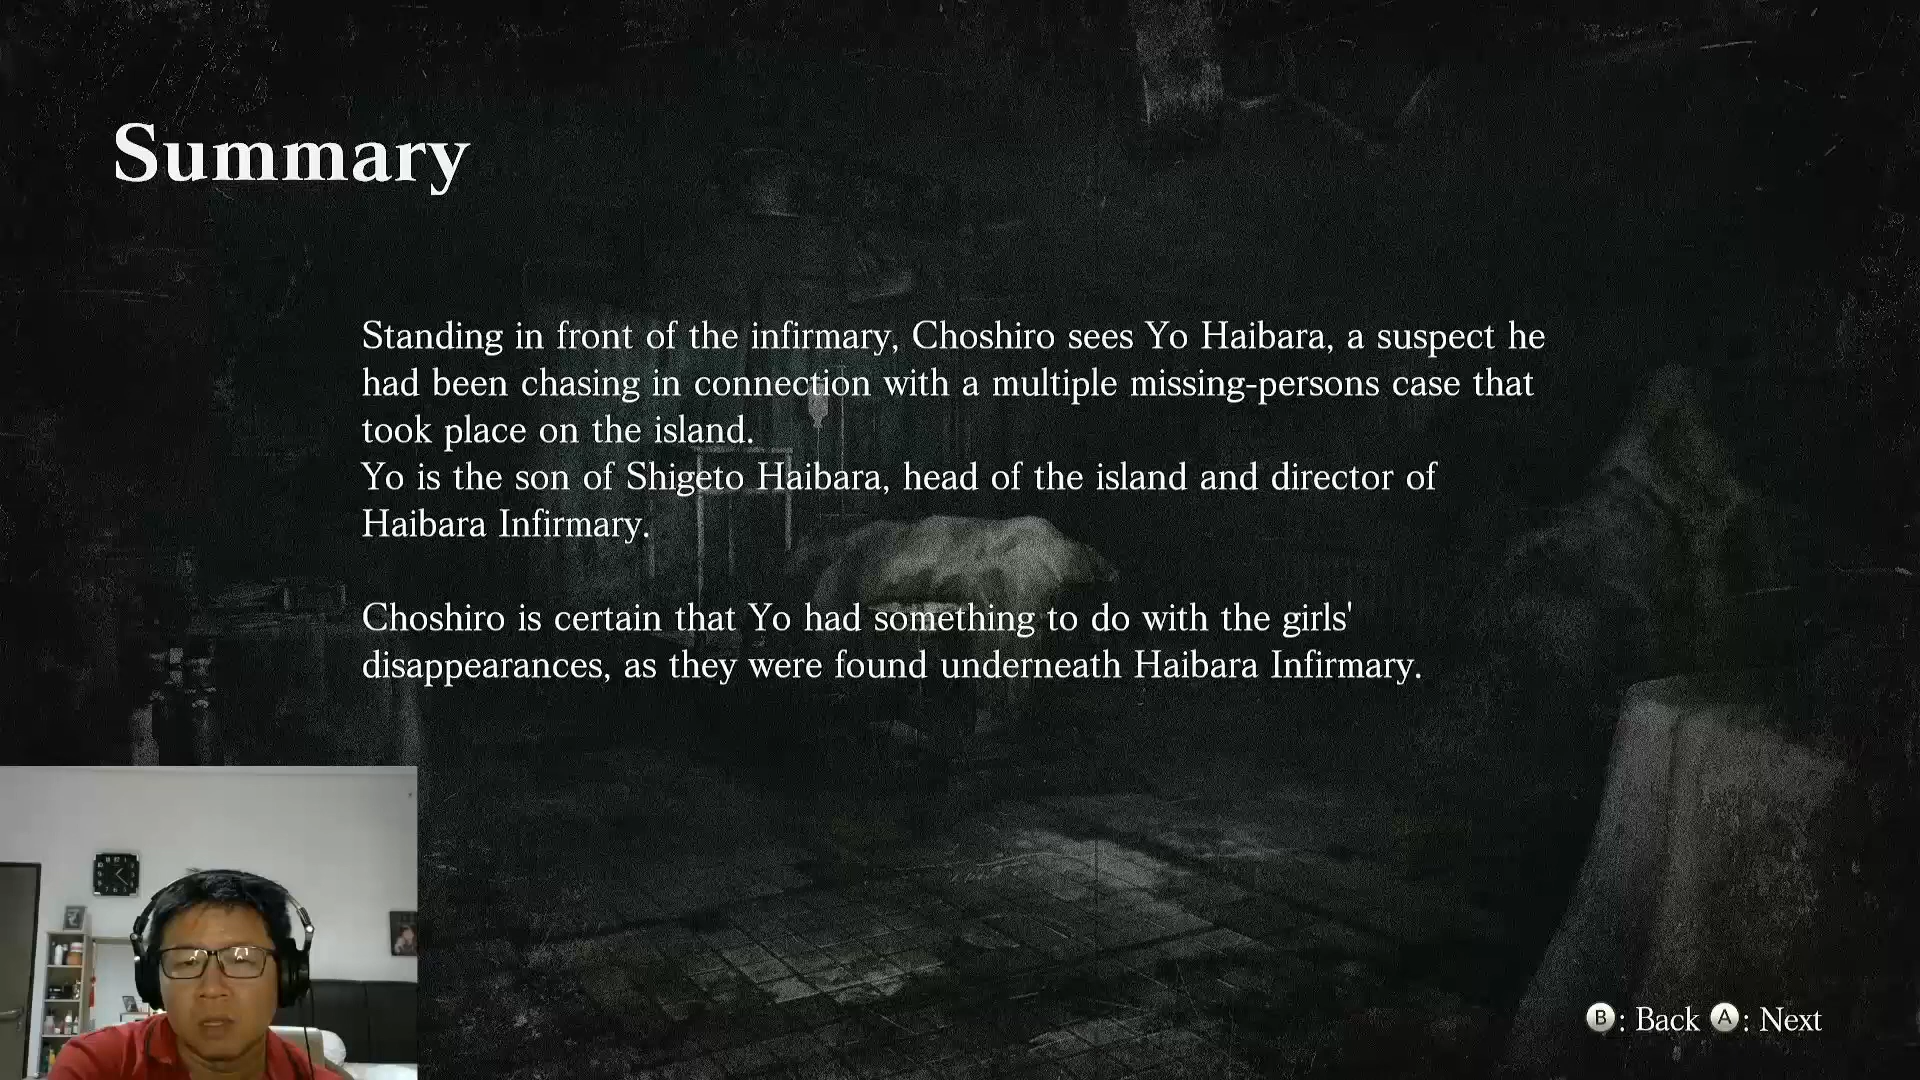 Summary
Standing in front of the infirmary, Choshiro sees Yo Haibara, a suspect he
had been chasing in connection with a multiple missing-persons case that
took place on the island.
Yo is the son of Shigeto Haibara, head of the island and director of
Haibara Infirmary.
Choshiro is certain that Yo had something to do with the girls'
disappearances, as they were found underneath Haibara Infirmary.
B: Back A: Next